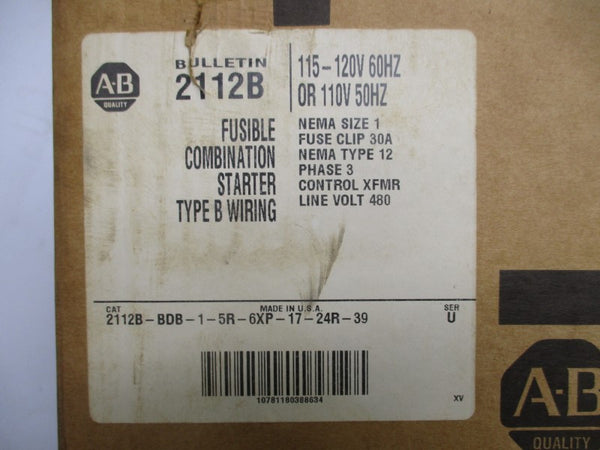 A-B
QUALITY
BULLETIN
2112B
115-120V 60HZ
OR 110V 50HZ
FUSIBLE
COMBINATION
STARTER
TYPE B WIRING
NEMA SIZE 1
FUSE CLIP 30A
NEMA TYPE 12
PHASE 3
CONTROL XFMR
LINE VOLT 480
CAT
MADE IN U.S.A.
SER
2112B-BDB-1-5R-6XP-17-24R-39
U
10781180388634
XV
A-B
QUALITY